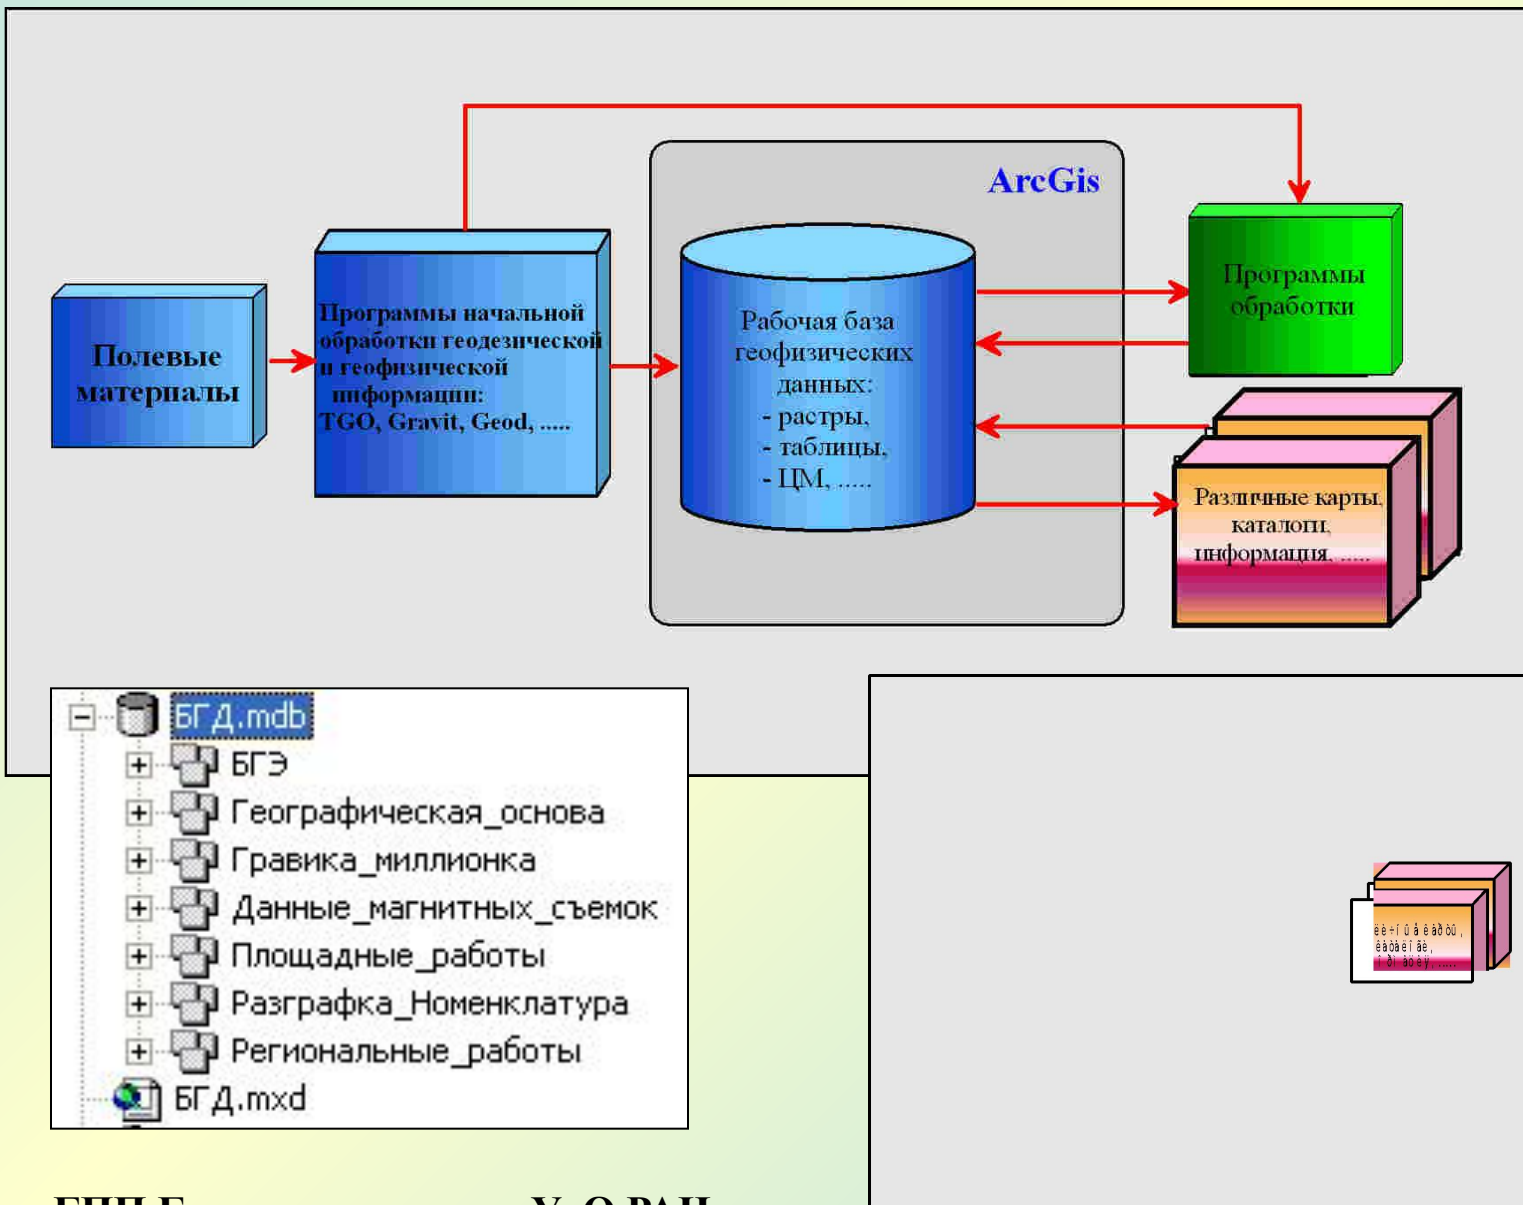 ArcGis
Полевые
материалы
Программы начальной
обработки геодезической
и геофизической
информации:
TGO, Gravit, Geod, .....
Рабочая база
геофизических
данных:
- растры,
- таблицы,
- ЦМ, .....
Программы
обработки
Различные карты,
каталоги,
информация, .....
БГД.mdb
БГЭ
Географическая_основа
Гравика_миллионка
Данные_магнитных_съемок
Площадные_работы
Разграфка_Номенклатура
Региональные_работы
БГД.mxd